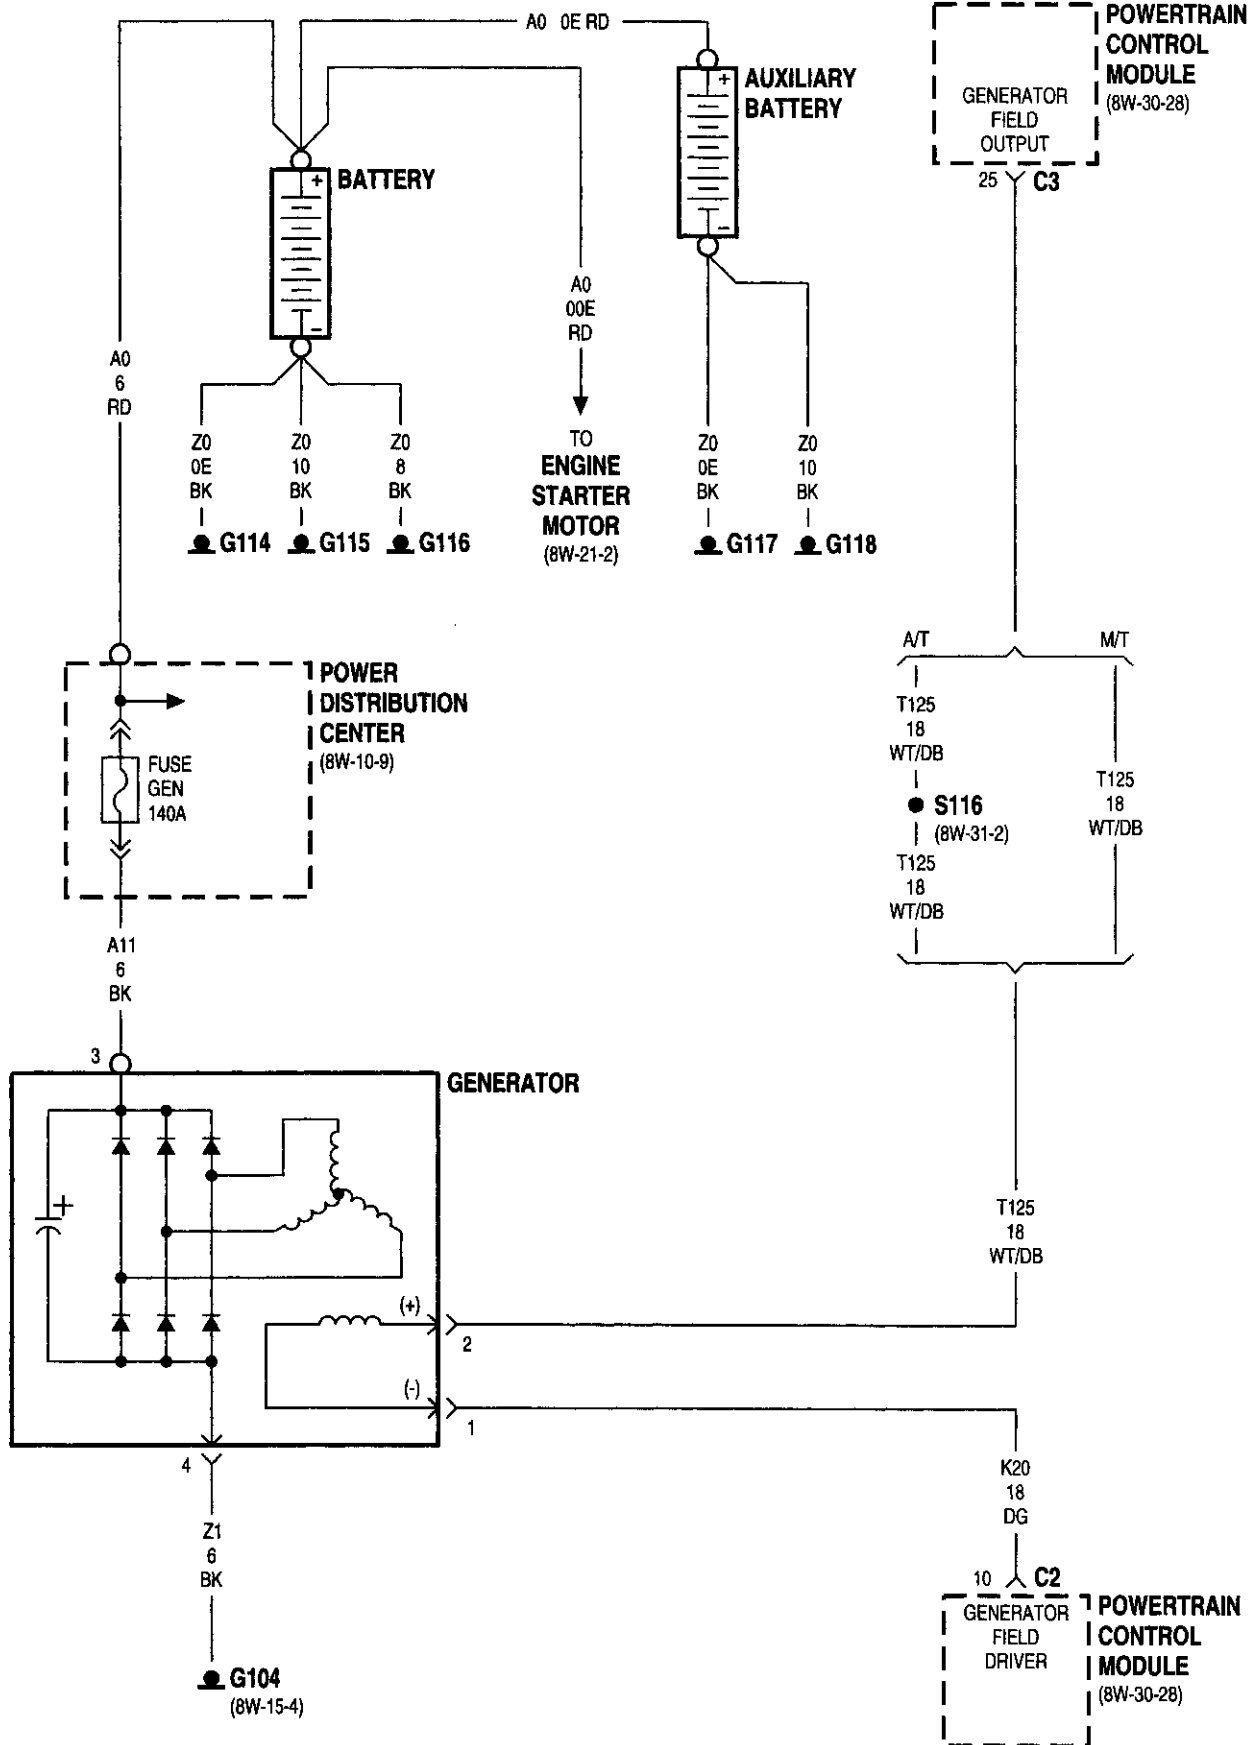 A0 0E RD
AUXILIARY
BATTERY
+
-
POWERTRAIN
CONTROL
MODULE
(8W-30-28)
GENERATOR
FIELD
OUTPUT
25 C3
BATTERY
+
-
A0
6
RD
A0
00E
RD
TO
ENGINE
STARTER
MOTOR
(8W-21-2)
Z0
0E
BK
G114
Z0
10
BK
G115
Z0
8
BK
G116
Z0
0E
BK
G117
Z0
10
BK
G118
A/T
M/T
T125
18
WT/DB
S116
(8W-31-2)
T125
18
WT/DB
T125
18
WT/DB
POWER
DISTRIBUTION
CENTER
(8W-10-9)
FUSE
GEN
140A
A11
6
BK
3
GENERATOR
+
T125
18
WT/DB
(+)
2
(-)
1
4
K20
18
DG
Z1
6
BK
G104
(8W-15-4)
10 C2
GENERATOR
FIELD
DRIVER
POWERTRAIN
CONTROL
MODULE
(8W-30-28)